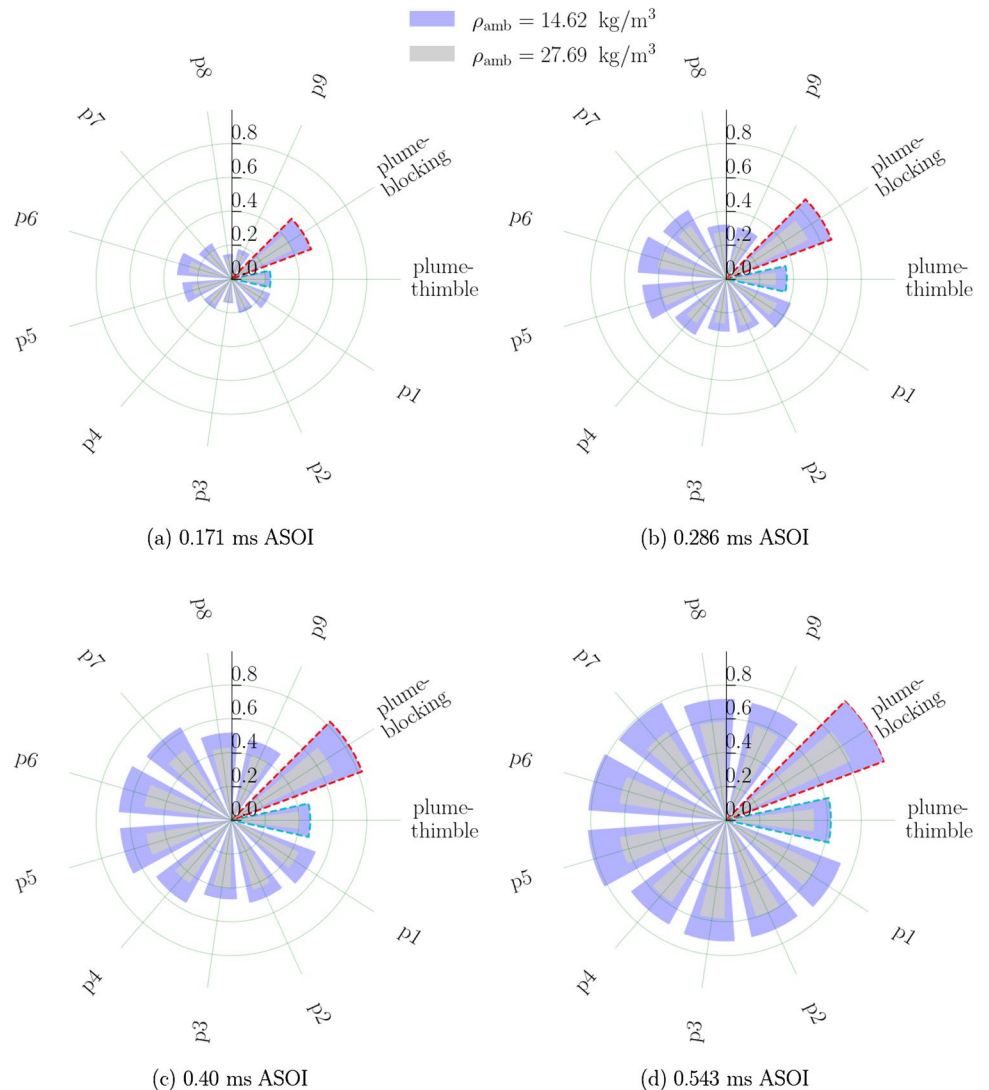 ρamb = 14.62 kg/m³
ρamb = 27.69 kg/m³
p8
p9
p7
plume-
blocking
0.8
0.6
0.4
0.2
0.0
p6
plume-
thimble
p5
p1
p4
p2
p3
(a) 0.171 ms ASOI
p8
p9
p7
plume-
blocking
0.8
0.6
0.4
0.2
0.0
p6
plume-
thimble
p5
p1
p4
p2
p3
(b) 0.286 ms ASOI
p8
p9
p7
plume-
blocking
0.8
0.6
0.4
0.2
0.0
p6
plume-
thimble
p5
p1
p4
p2
p3
(c) 0.40 ms ASOI
p8
p9
p7
plume-
blocking
0.8
0.6
0.4
0.2
0.0
p6
plume-
thimble
p5
p1
p4
p2
p3
(d) 0.543 ms ASOI